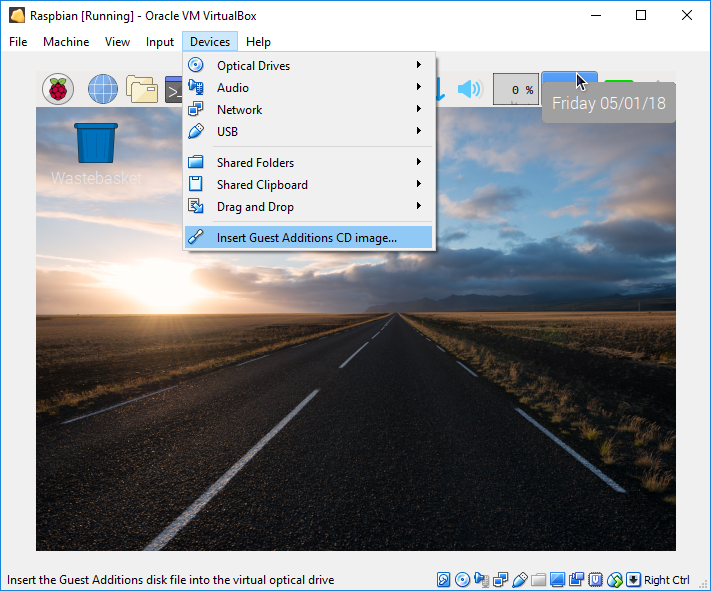 Raspbian [Running] - Oracle VM VirtualBox
File Machine View Input Devices Help
Optical Drives
Audio
Network
USB
Shared Folders
Shared Clipboard
Drag and Drop
Insert Guest Additions CD image...
>_
0 %
Friday 05/01/18
Wastebasket
Insert the Guest Additions disk file into the virtual optical drive
Right Ctrl